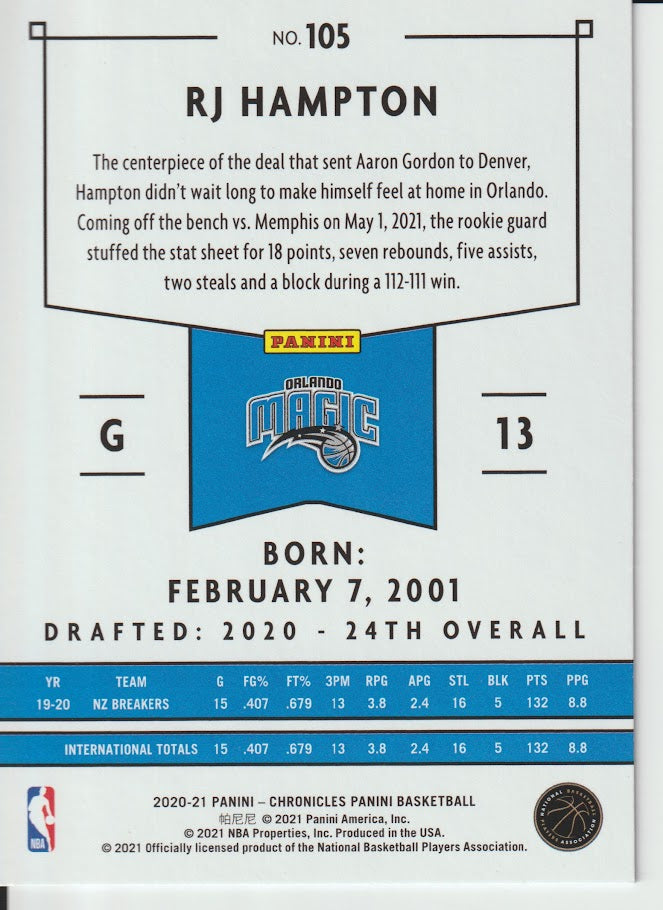 NO. 105
RJ HAMPTON
The centerpiece of the deal that sent Aaron Gordon to Denver,
Hampton didn't wait long to make himself feel at home in Orlando.
Coming off the bench vs. Memphis on May 1, 2021, the rookie guard
stuffed the stat sheet for 18 points, seven rebounds, five assists,
two steals and a block during a 112-111 win.
PANINI
ORLANDO
MAGIC
G
13
BORN:
FEBRUARY 7, 2001
DRAFTED: 2020 - 24TH OVERALL
YR TEAM G FG% FT% 3PM RPG APG STL BLK PTS PPG
19-20 NZ BREAKERS 15 .407 .679 13 3.8 2.4 16 5 132 8.8
INTERNATIONAL TOTALS 15 .407 .679 13 3.8 2.4 16 5 132 8.8
2020-21 PANINI – CHRONICLES PANINI BASKETBALL
帕尼尼 © 2021 Panini America, Inc.
© 2021 NBA Properties, Inc. Produced in the USA.
© 2021 Officially licensed product of the National Basketball Players Association.
NBA
NATIONAL BASKETBALL PLAYERS ASSOCIATION